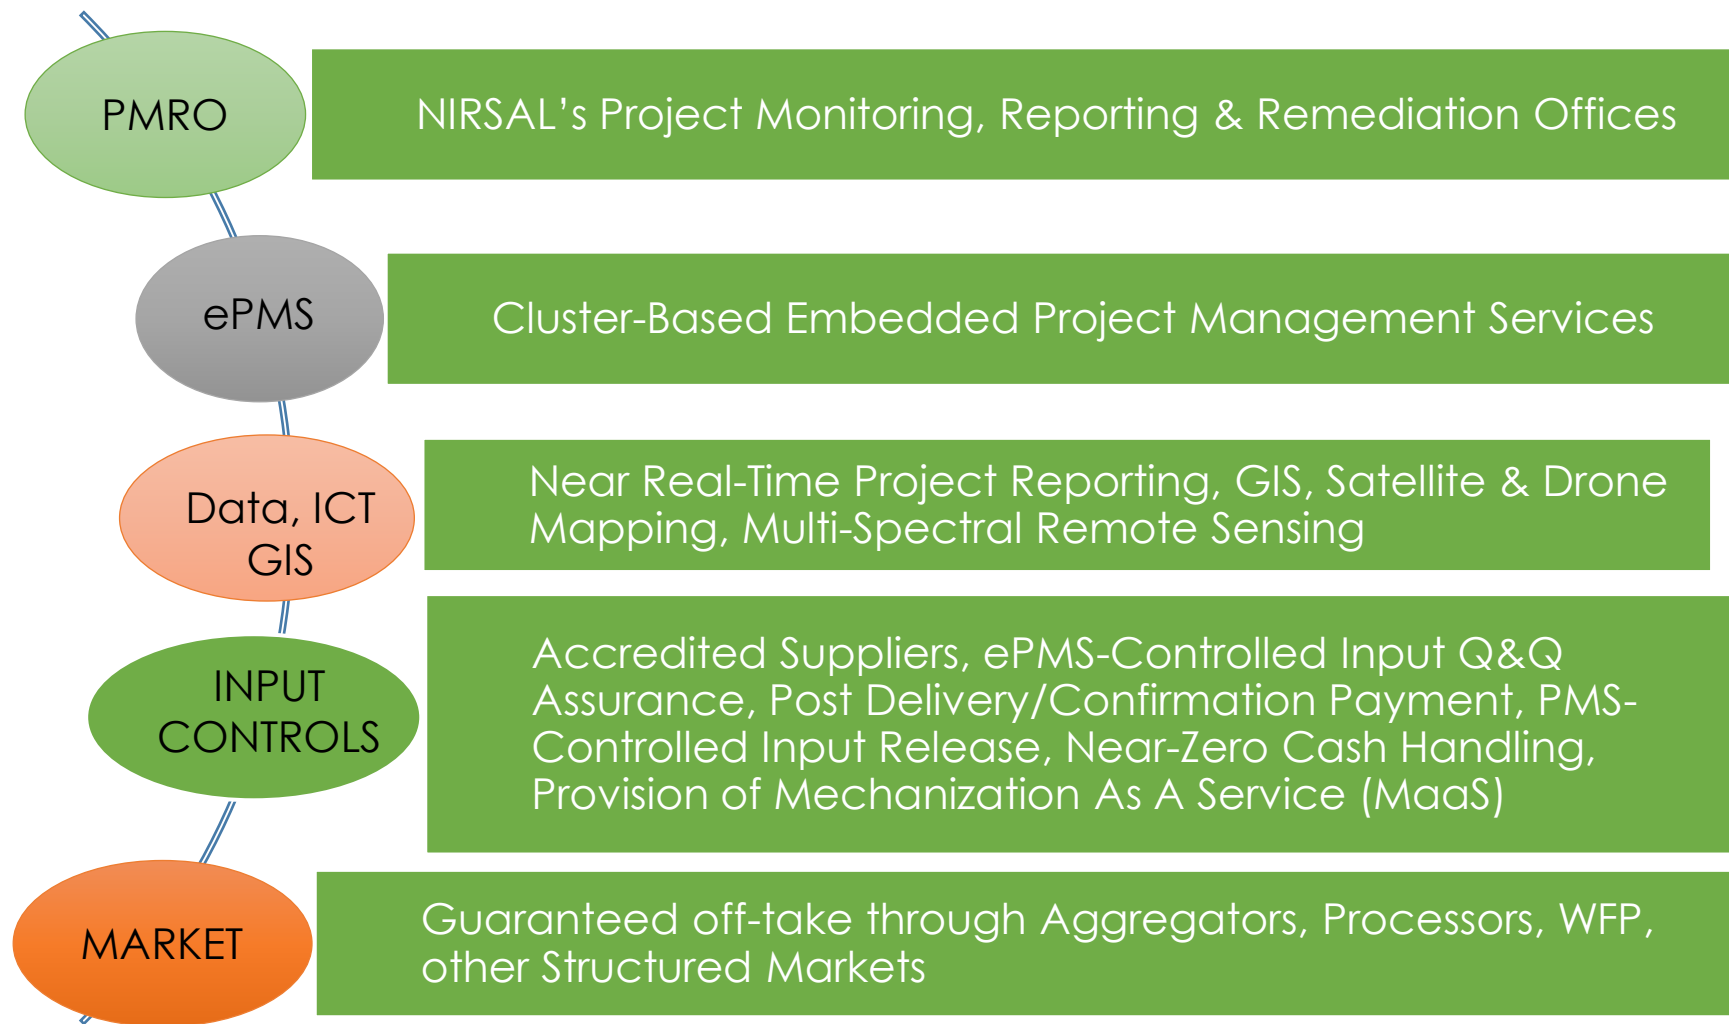 PMRO
NIRSAL’s Project Monitoring, Reporting & Remediation Offices
ePMS
Cluster-Based Embedded Project Management Services
Data, ICT
GIS
Near Real-Time Project Reporting, GIS, Satellite & Drone
Mapping, Multi-Spectral Remote Sensing
INPUT
CONTROLS
Accredited Suppliers, ePMS-Controlled Input Q&Q
Assurance, Post Delivery/Confirmation Payment, PMS-
Controlled Input Release, Near-Zero Cash Handling,
Provision of Mechanization As A Service (MaaS)
MARKET
Guaranteed off-take through Aggregators, Processors, WFP,
other Structured Markets